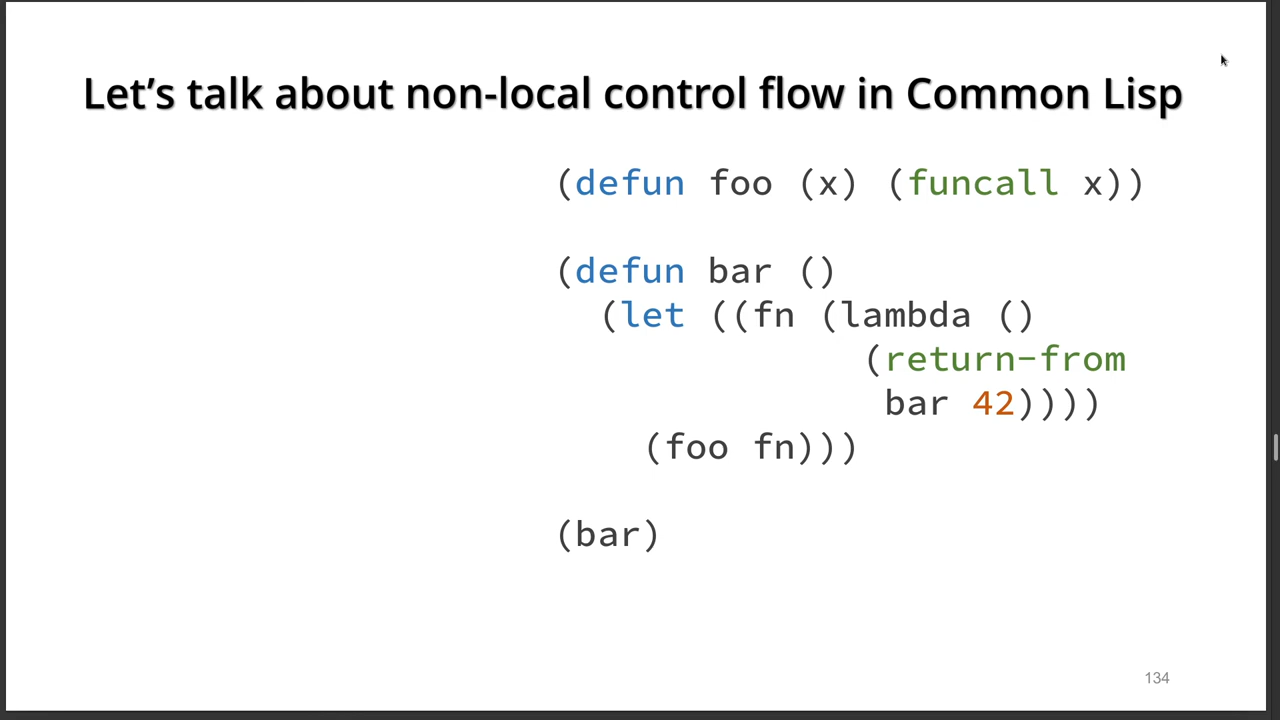 Let’s talk about non-local control flow in Common Lisp
(defun foo (x) (funcall x))
(defun bar ()
(let ((fn (lambda ()
(return-from
bar 42))))
(foo fn)))
(bar)
134